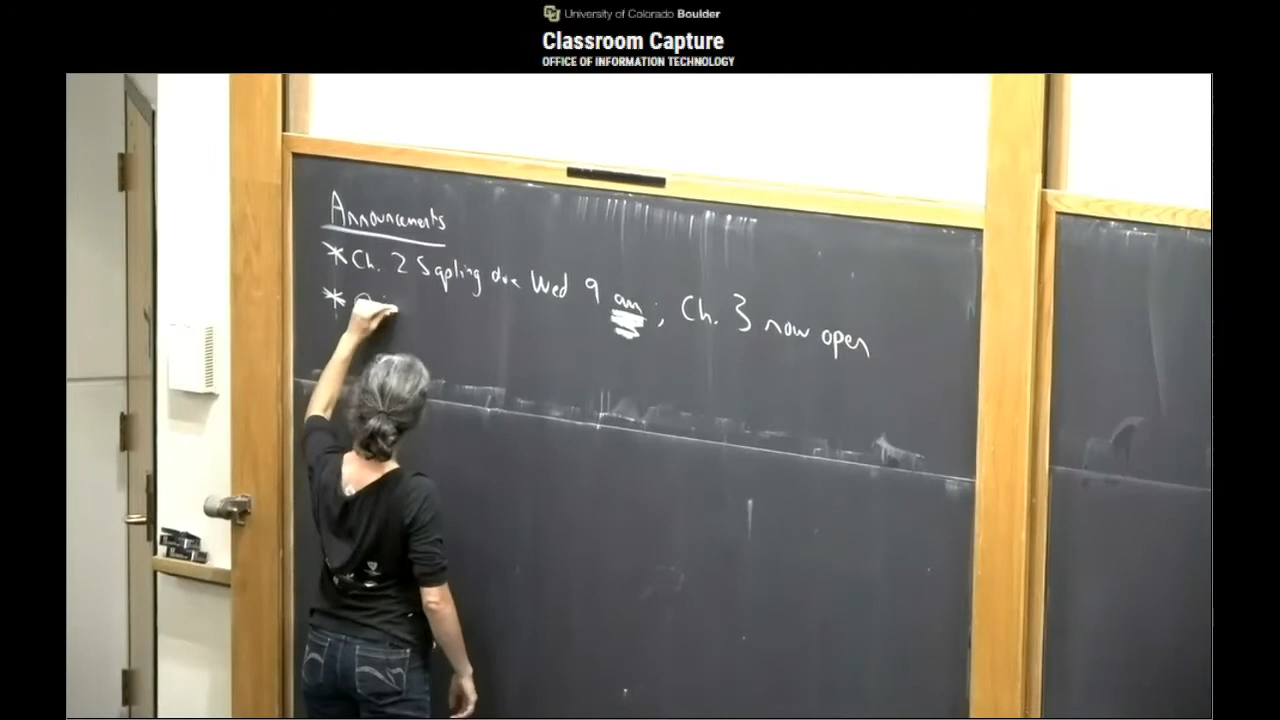 University of Colorado Boulder
Classroom Capture
OFFICE OF INFORMATION TECHNOLOGY
Announcements
* Ch. 2 Sapling due Wed 9 am ; Ch. 3 now open
*